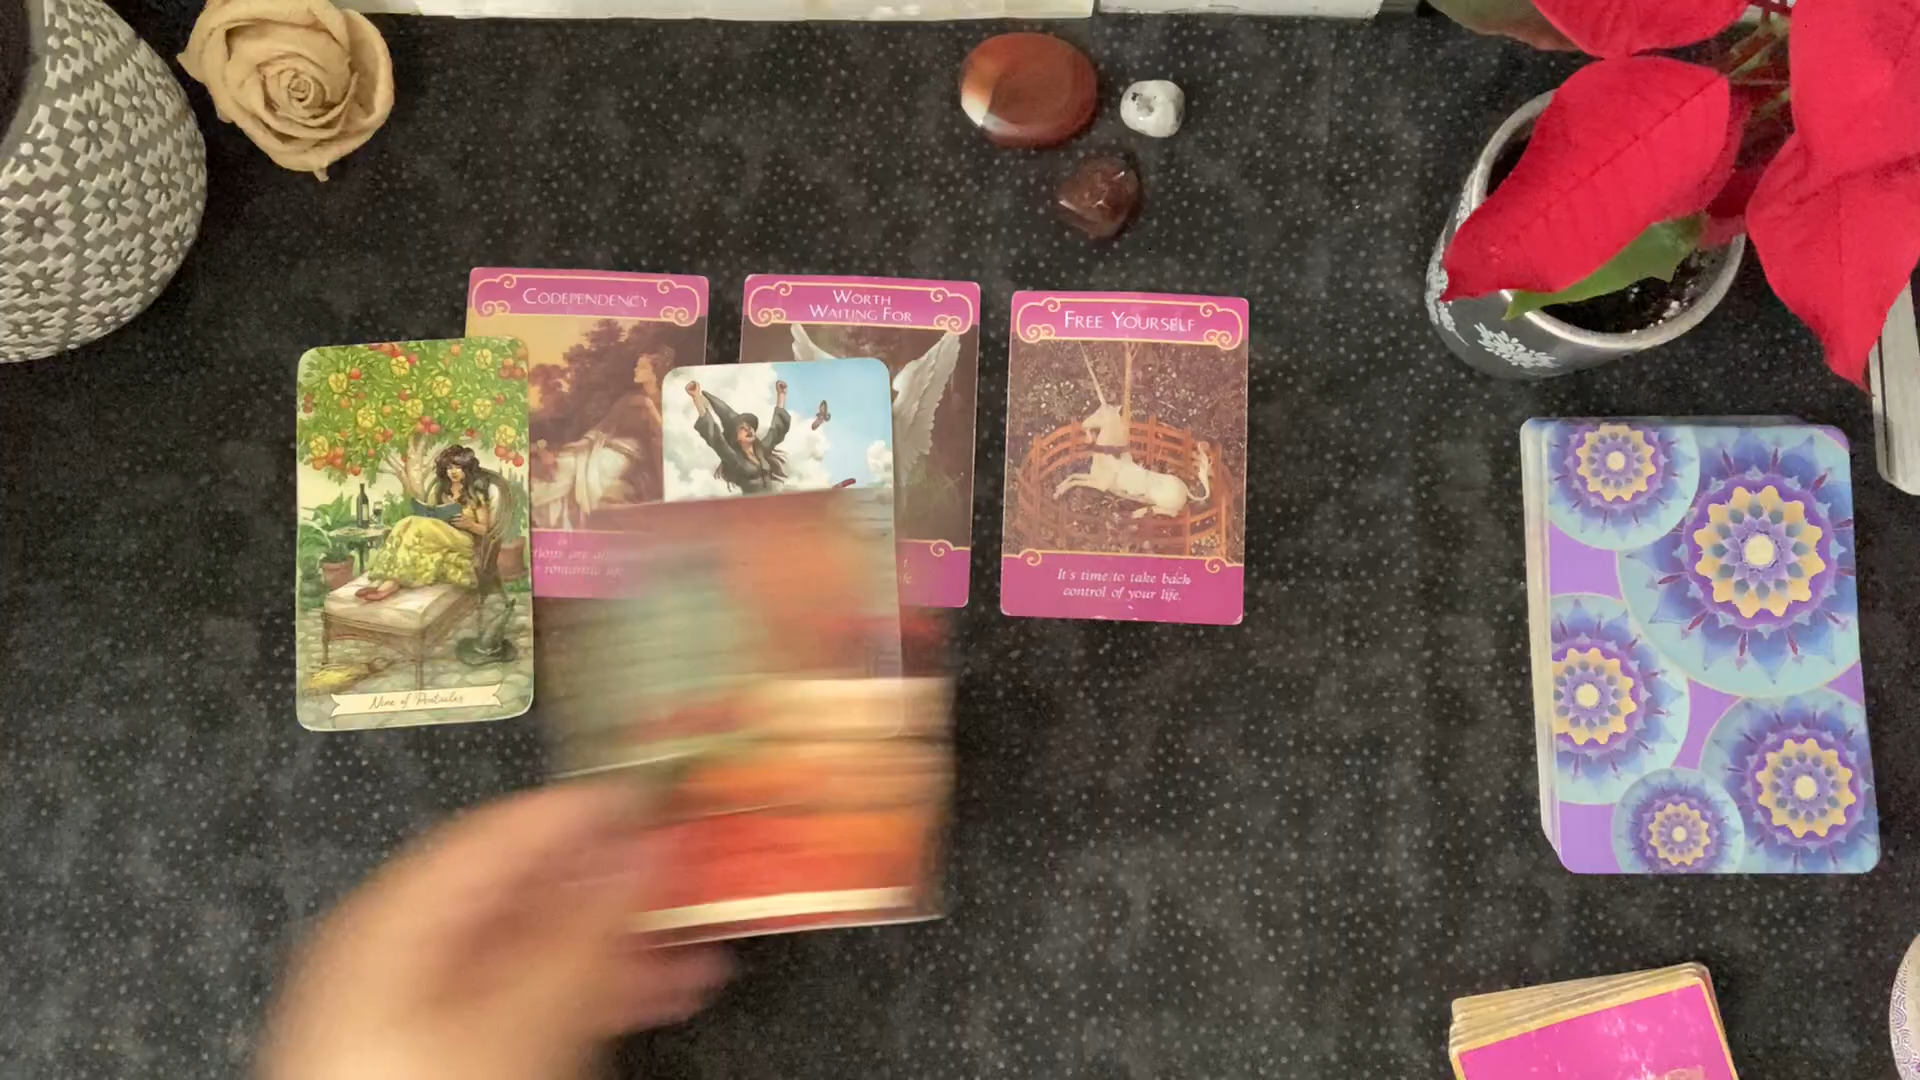 CODEPENDENCY
WORTH
WAITING FOR
FREE YOURSELF
It's time to take back
control of your life.
Nine of Pentacles